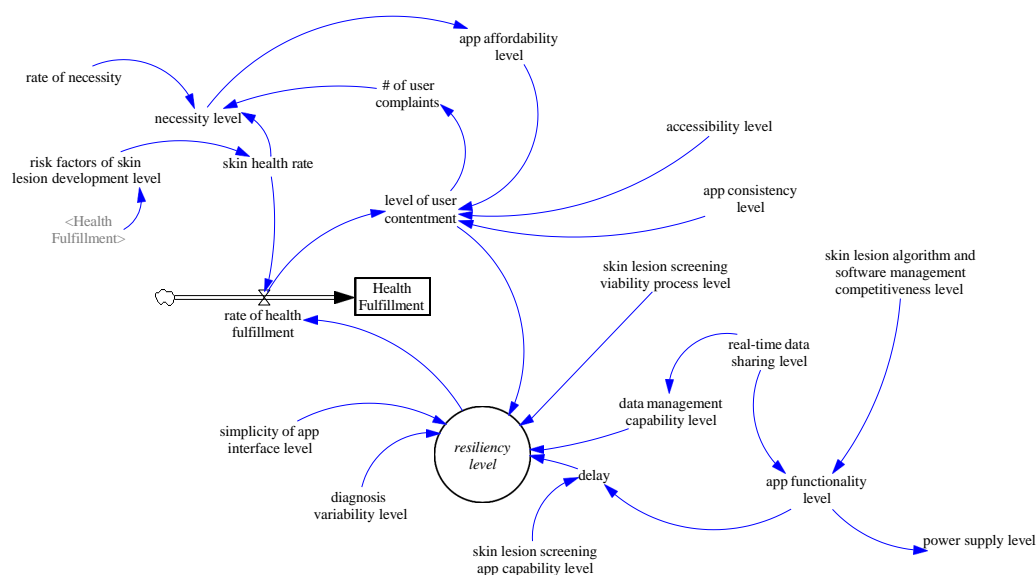 app affordability
level
rate of necessity
# of user
complaints
necessity level
accessibility level
risk factors of skin
lesion development level
skin health rate
<Health
Fulfillment>
level of user
contentment
app consistency
level
skin lesion algorithm and
software management
competitiveness level
skin lesion screening
viability process level
Health
Fulfillment
rate of health
fulfillment
real-time data
sharing level
data management
capability level
simplicity of app
interface level
resiliency
level
delay
app functionality
level
diagnosis
variability level
skin lesion screening
app capability level
power supply level